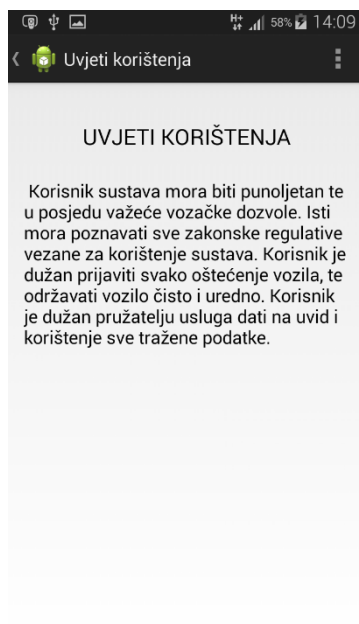 H+ 58% 14:09
Uvjeti korištenja
UVJETI KORIŠTENJA
Korisnik sustava mora biti punoljetan te
u posjedu važeće vozačke dozvole. Isti
mora poznavati sve zakonske regulative
vezane za korištenje sustava. Korisnik je
dužan prijaviti svako oštećenje vozila, te
održavati vozilo čisto i uredno. Korisnik
je dužan pružatelju usluga dati na uvid i
korištenje sve tražene podatke.